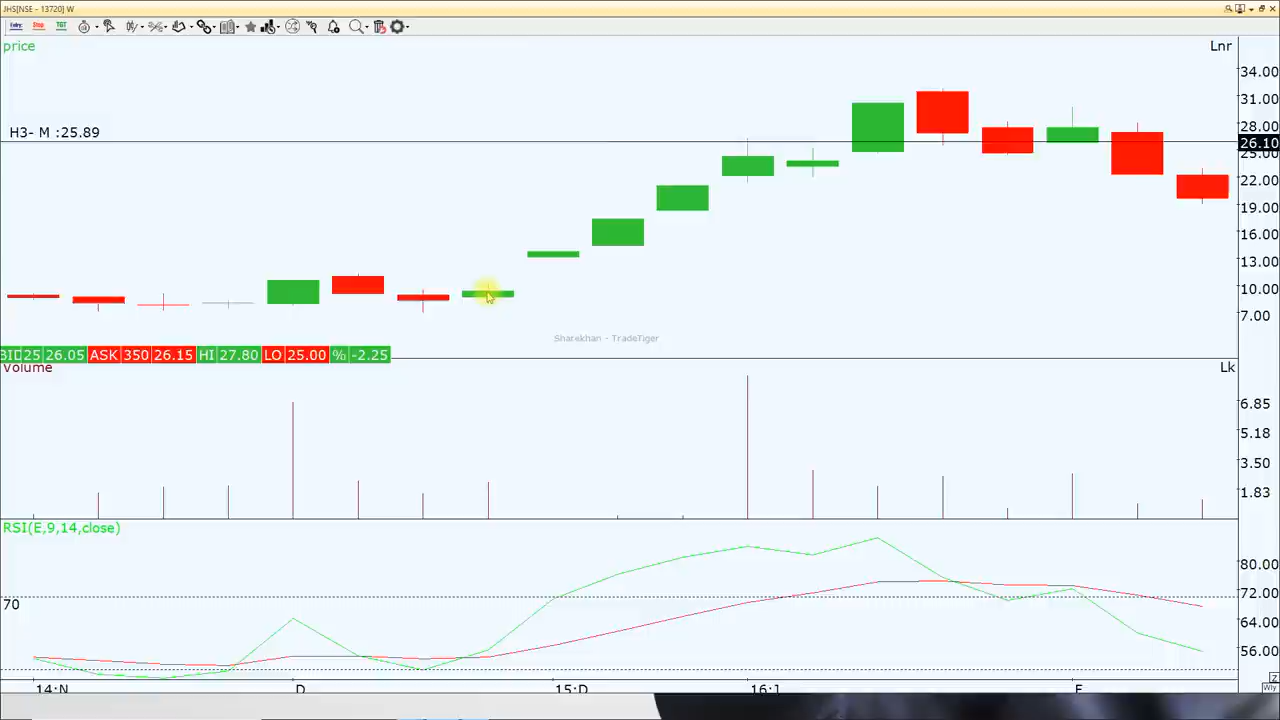 JHS[NSE - 13720] W
price
Lnr
34.00
31.00
28.00
H3- M :25.89
26.10
25.00
22.00
19.00
16.00
13.00
10.00
7.00
Sharekhan - TradeTiger
BID 25 26.05 ASK 350 26.15 HI 27.80 LO 25.00 % -2.25
Volume
Lk
6.85
5.18
3.50
1.83
RSI(E,9,14,close)
80.00
70
72.00
64.00
56.00
14:N D 15:D 16:1 F
Wly